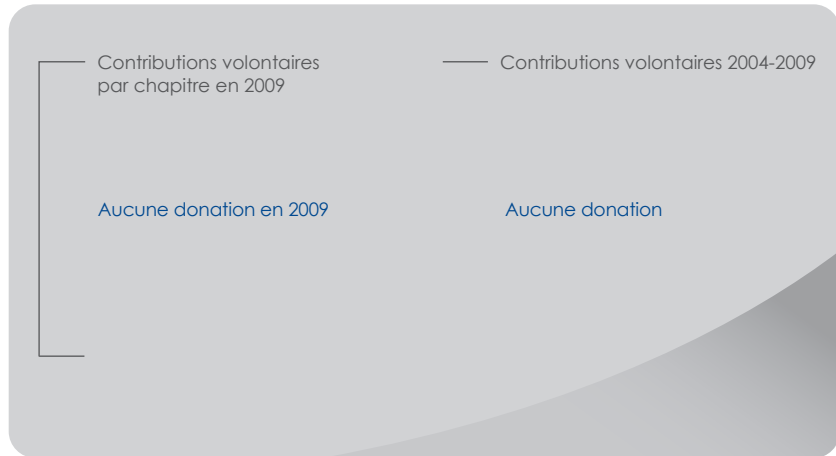 Contributions volontaires
par chapitre en 2009
Contributions volontaires 2004-2009
Aucune donation en 2009
Aucune donation